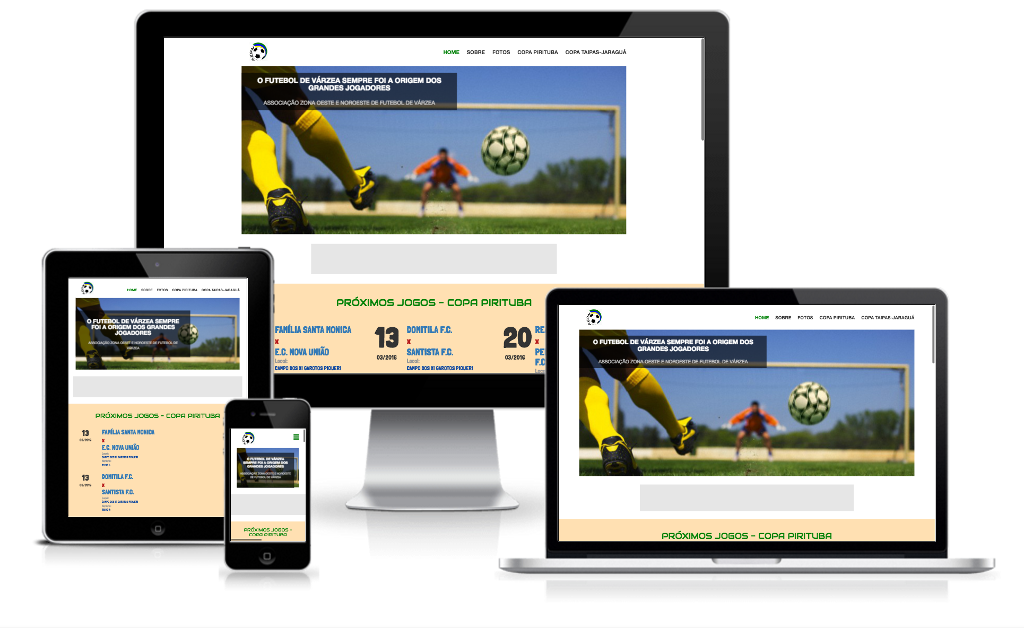 HOME SOBRE FOTOS COPA PIRITUBA COPA TAIPAS-JARAGUÁ
O FUTEBOL DE VÁRZEA SEMPRE FOI A ORIGEM DOS
GRANDES JOGADORES
ASSOCIAÇÃO ZONA OESTE E NOROESTE DE FUTEBOL DE VÁRZEA
PRÓXIMOS JOGOS - COPA PIRITUBA
FAMÍLIA SANTA MONICA
X
E.C. NOVA UNIÃO
Local:
CAMPO DOS III GAROTOS PIQUERI
13
03/2016
DOMITILA F.C.
X
SANTISTA F.C.
Local:
CAMPO DOS III GAROTOS PIQUERI
20
03/2016
RE
X
PE
F.C
Local:
HOME SOBRE FOTOS COPA PIRITUBA COPA TAIPAS-JARAGUÁ
O FUTEBOL DE VÁRZEA SEMPRE
FOI A ORIGEM DOS GRANDES
JOGADORES
ASSOCIAÇÃO ZONA OESTE E NOROESTE DE FUTEBOL DE
VÁRZEA
PRÓXIMOS JOGOS - COPA PIRITUBA
13
03/2016
FAMÍLIA SANTA MONICA
X
E.C. NOVA UNIÃO
13
03/2016
DOMITILA F.C.
X
SANTISTA F.C.
O FUTEBOL DE VÁRZEA
SEMPRE FOI A ORIGEM DOS
GRANDES JOGADORES
ASSOCIAÇÃO ZONA OESTE E NOROESTE
DE FUTEBOL DE VÁRZEA
PRÓXIMOS JOGOS -
COPA PIRITUBA
HOME SOBRE FOTOS COPA PIRITUBA COPA TAIPAS-JARAGUÁ
O FUTEBOL DE VÁRZEA SEMPRE FOI A ORIGEM DOS
GRANDES JOGADORES
ASSOCIAÇÃO ZONA OESTE E NOROESTE DE FUTEBOL DE VÁRZEA
PRÓXIMOS JOGOS - COPA PIRITUBA